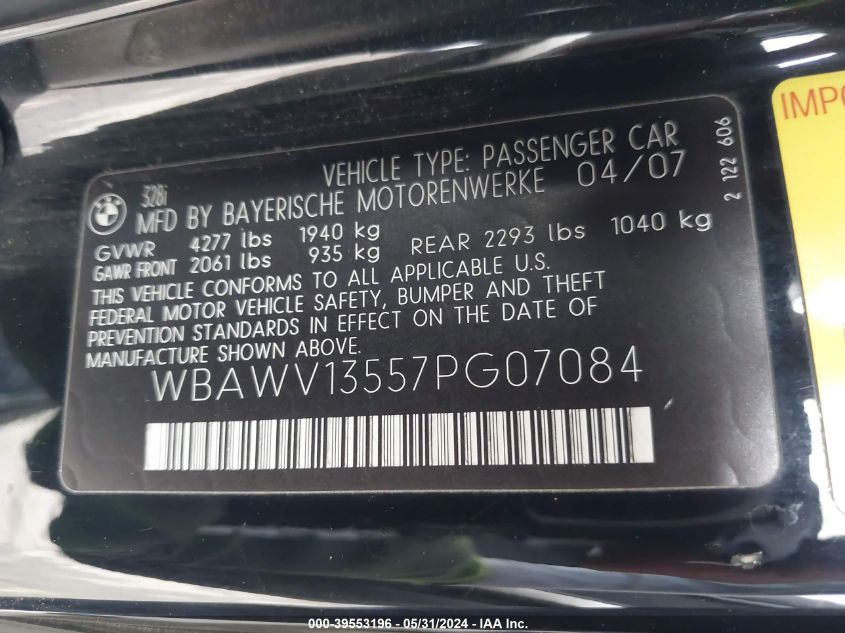 IMPO
BMW
328i
VEHICLE TYPE: PASSENGER CAR
MFD BY BAYERISCHE MOTORENWERKE 04/07
GVWR 4277 lbs 1940 kg
GAWR FRONT 2061 lbs 935 kg REAR 2293 lbs 1040 kg
THIS VEHICLE CONFORMS TO ALL APPLICABLE U.S.
FEDERAL MOTOR VEHICLE SAFETY, BUMPER AND THEFT
PREVENTION STANDARDS IN EFFECT ON THE DATE OF
MANUFACTURE SHOWN ABOVE.
WBAWV13557PG07084
2 122 606
000-39553196 - 05/31/2024 - IAA Inc.